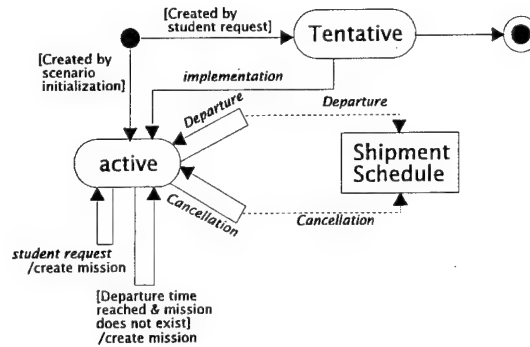 [Created by
student request]
Tentative
[Created by
scenario
initialization]
implementation
Departure
Departure
active
Shipment
Schedule
Cancellation
Cancellation
student request
/create mission
[Departure time
reached & mission
does not exist]
/create mission